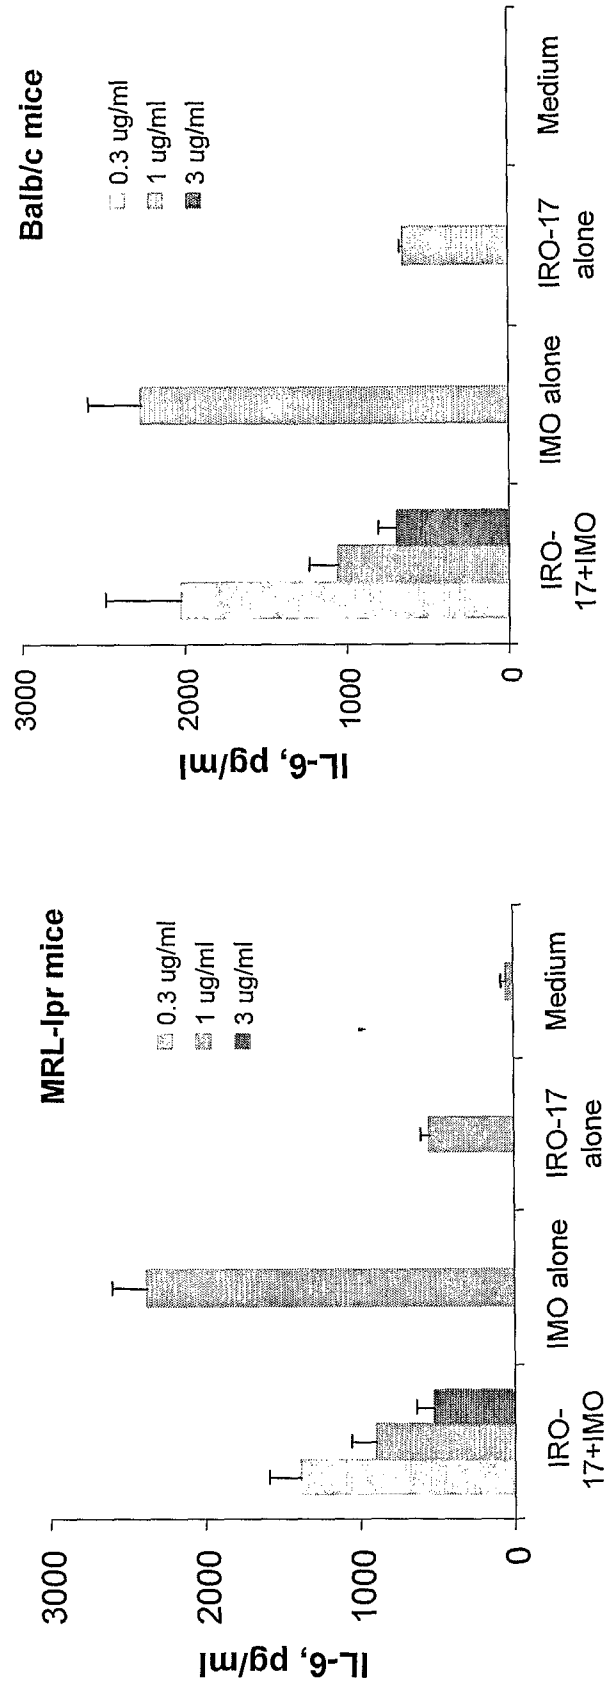 MRL-lpr mice
0.3 ug/ml
1 ug/ml
3 ug/ml
3000
2000
1000
0
IL-6, pg/ml
IRO-
17+IMO
IMO alone
IRO-17
alone
Medium
Balb/c mice
0.3 ug/ml
1 ug/ml
3 ug/ml
3000
2000
1000
0
IL-6, pg/ml
IRO-
17+IMO
IMO alone
IRO-17
alone
Medium